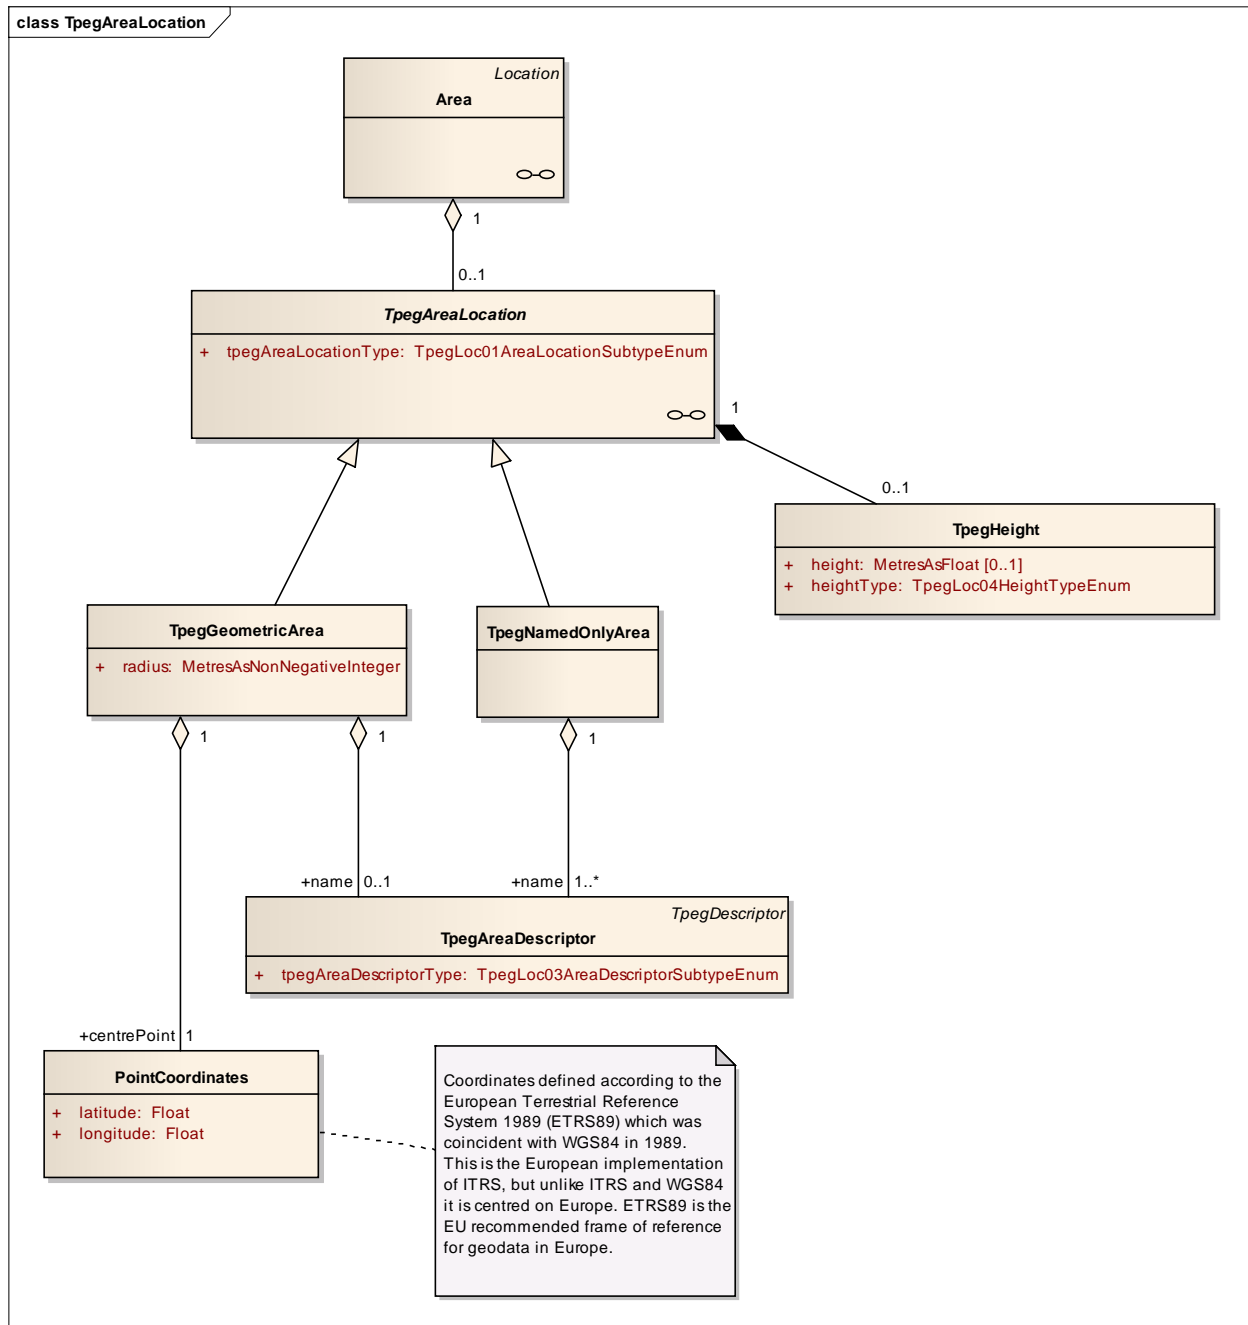 class TpegAreaLocation
Location
Area
1
0..1
TpegAreaLocation
+ tpegAreaLocationType: TpegLoc01AreaLocationSubtypeEnum
1
0..1
TpegHeight
+ height: MetresAsFloat [0..1]
+ heightType: TpegLoc04HeightTypeEnum
TpegGeometricArea
+ radius: MetresAsNonNegativeInteger
TpegNamedOnlyArea
1
1
1
+name 0..1
+name 1..*
TpegDescriptor
TpegAreaDescriptor
+ tpegAreaDescriptorType: TpegLoc03AreaDescriptorSubtypeEnum
+centrePoint 1
PointCoordinates
+ latitude: Float
+ longitude: Float
Coordinates defined according to the
European Terrestrial Reference
System 1989 (ETRS89) which was
coincident with WGS84 in 1989.
This is the European implementation
of ITRS, but unlike ITRS and WGS84
it is centred on Europe. ETRS89 is the
EU recommended frame of reference
for geodata in Europe.